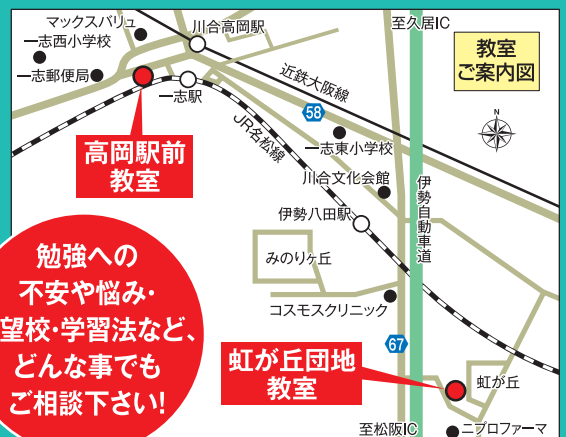 マックスバリュ
川合高岡駅
至久居IC
一志西小学校
教室
ご案内図
一志郵便局
一志駅
近鉄大阪線
N
58
JR名松線
高岡駅前
教室
一志東小学校
川合文化会館
伊勢自動車道
伊勢八田駅
みのりヶ丘
勉強への
不安や悩み・
望校・学習法など、
どんな事でも
ご相談下さい!
コスモスクリニック
67
虹が丘団地
教室
虹が丘
至松阪IC
ニプロファーマ